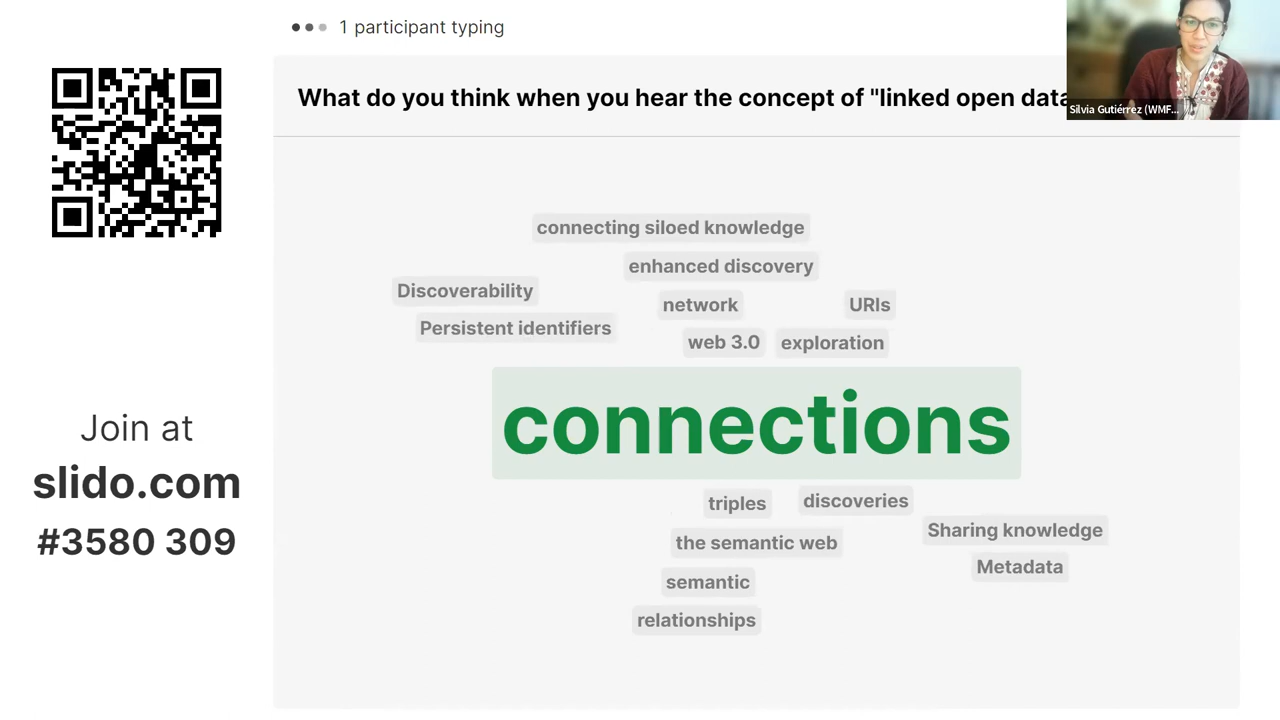 1 participant typing
What do you think when you hear the concept of "linked open data
Silvia Gutiérrez (WMF...
connecting siloed knowledge
enhanced discovery
Discoverability
network
URIs
Persistent identifiers
web 3.0
exploration
connections
triples
discoveries
Sharing knowledge
the semantic web
Metadata
semantic
relationships
Join at
slido.com
#3580 309